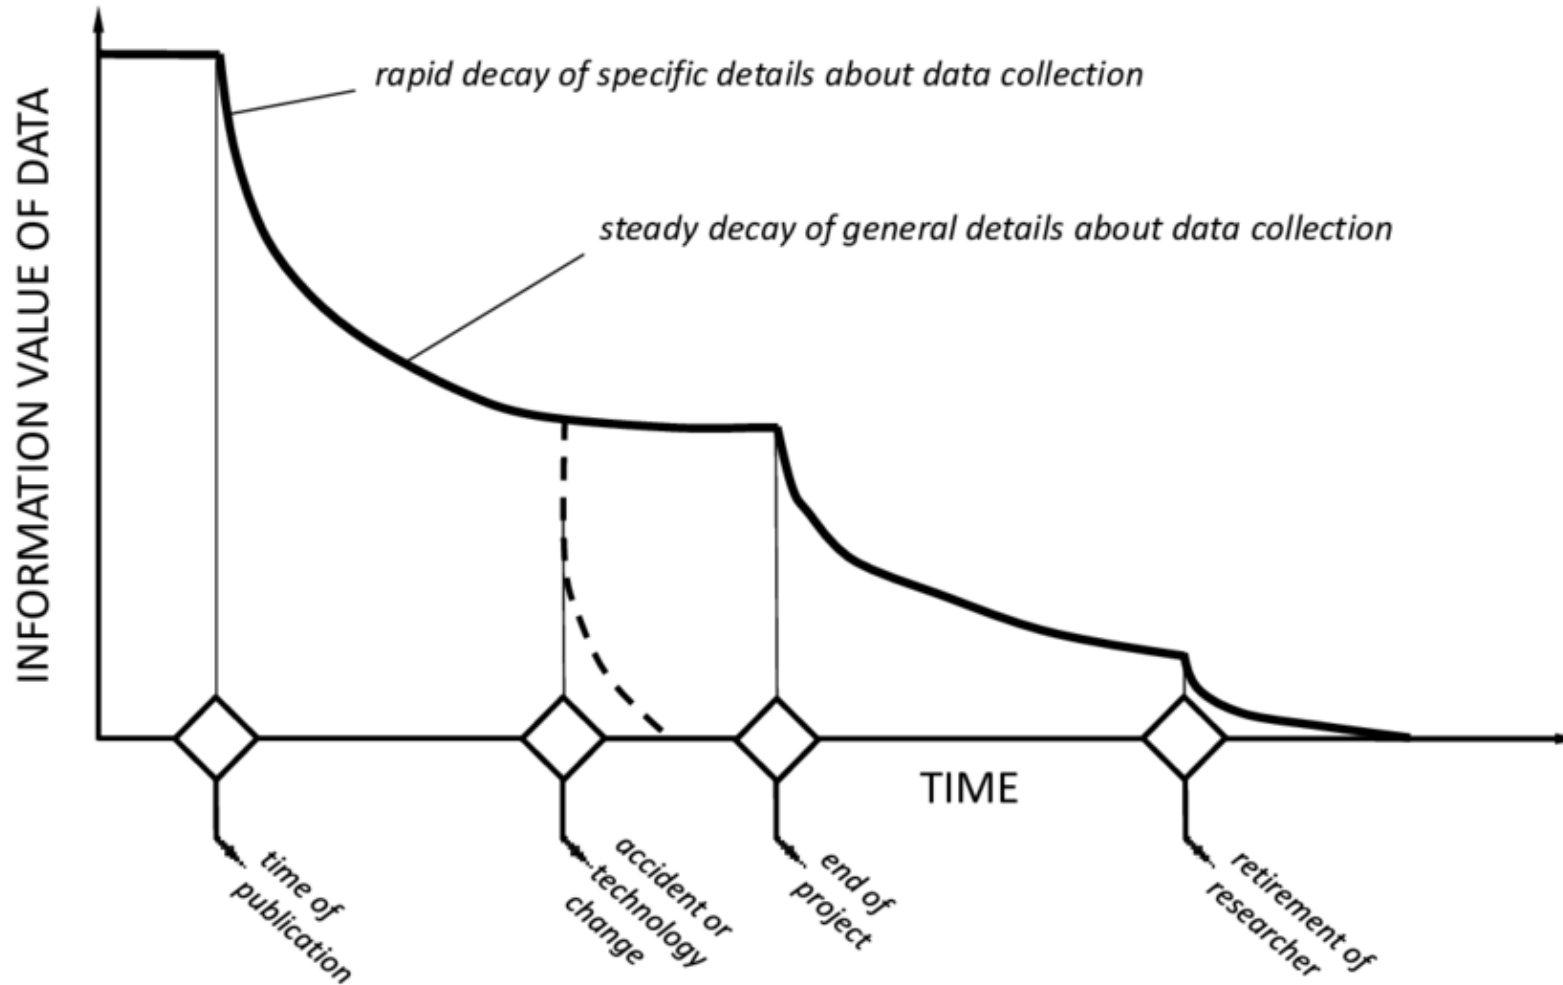 rapid decay of specific details about data collection
steady decay of general details about data collection
INFORMATION VALUE OF DATA
TIME
time of
publication
accident or
technology
change
end of
project
retirement of
researcher